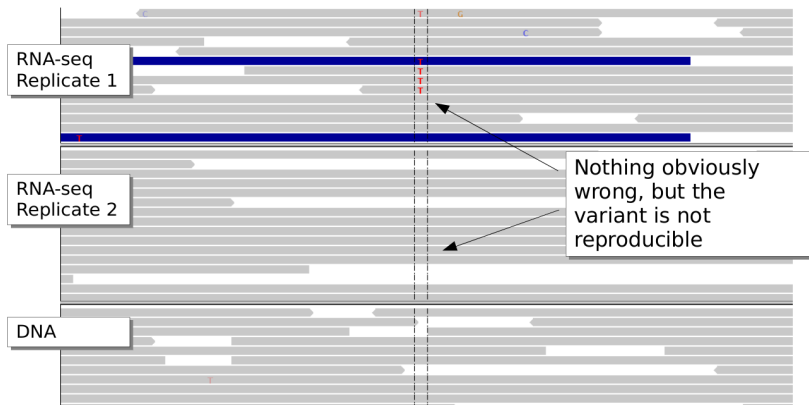 C
T
G
C
RNA-seq
Replicate 1
T
T
T
T
T
Nothing obviously
wrong, but the
variant is not
reproducible
RNA-seq
Replicate 2
DNA
T